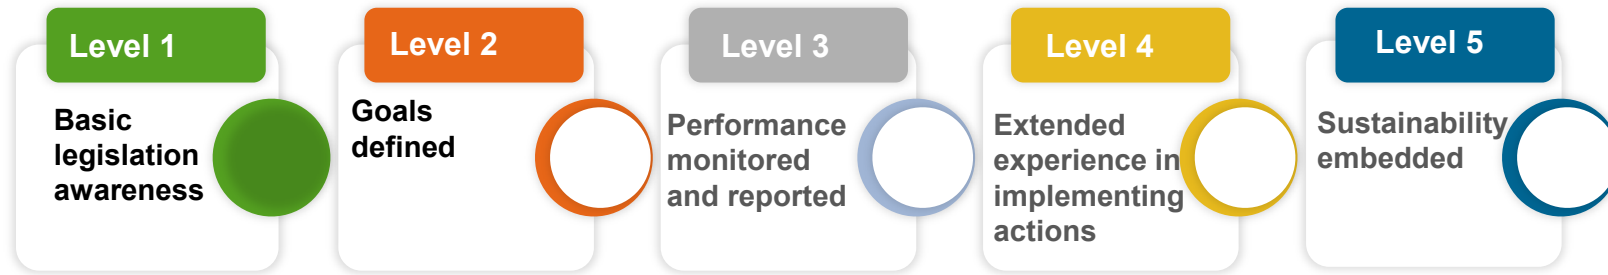 Level 1
Basic
legislation
awareness
Level 2
Goals
defined
Level 3
Performance
monitored
and reported
Level 4
Extended
experience in
implementing
actions
Level 5
Sustainability
embedded